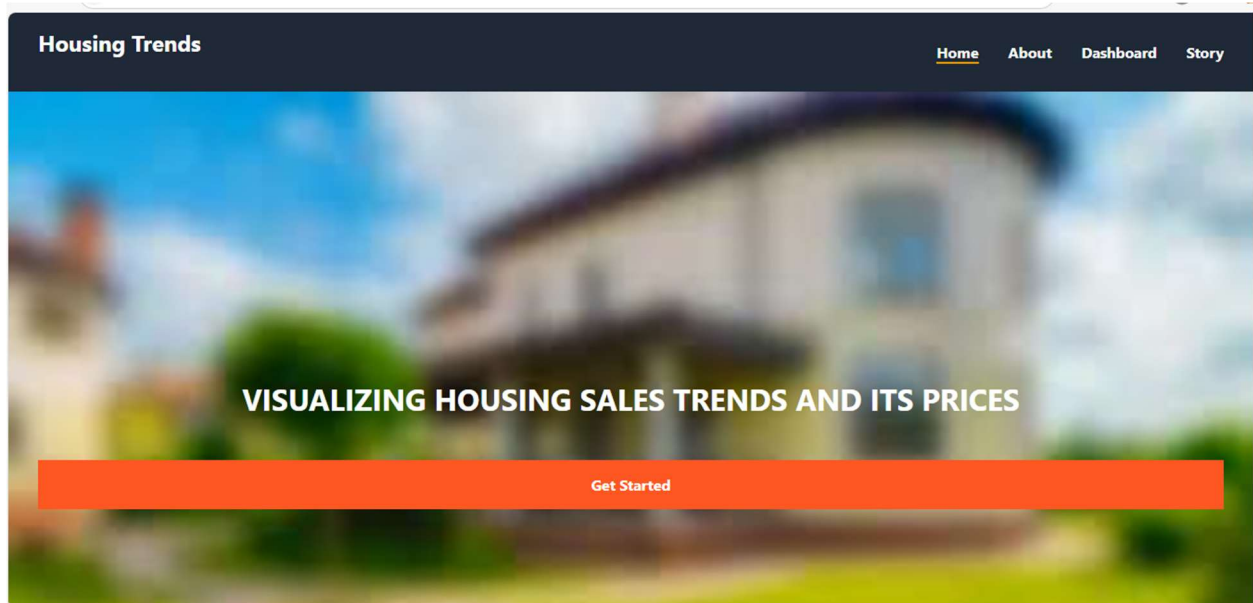 Housing Trends
Home About Dashboard Story
VISUALIZING HOUSING SALES TRENDS AND ITS PRICES
Get Started